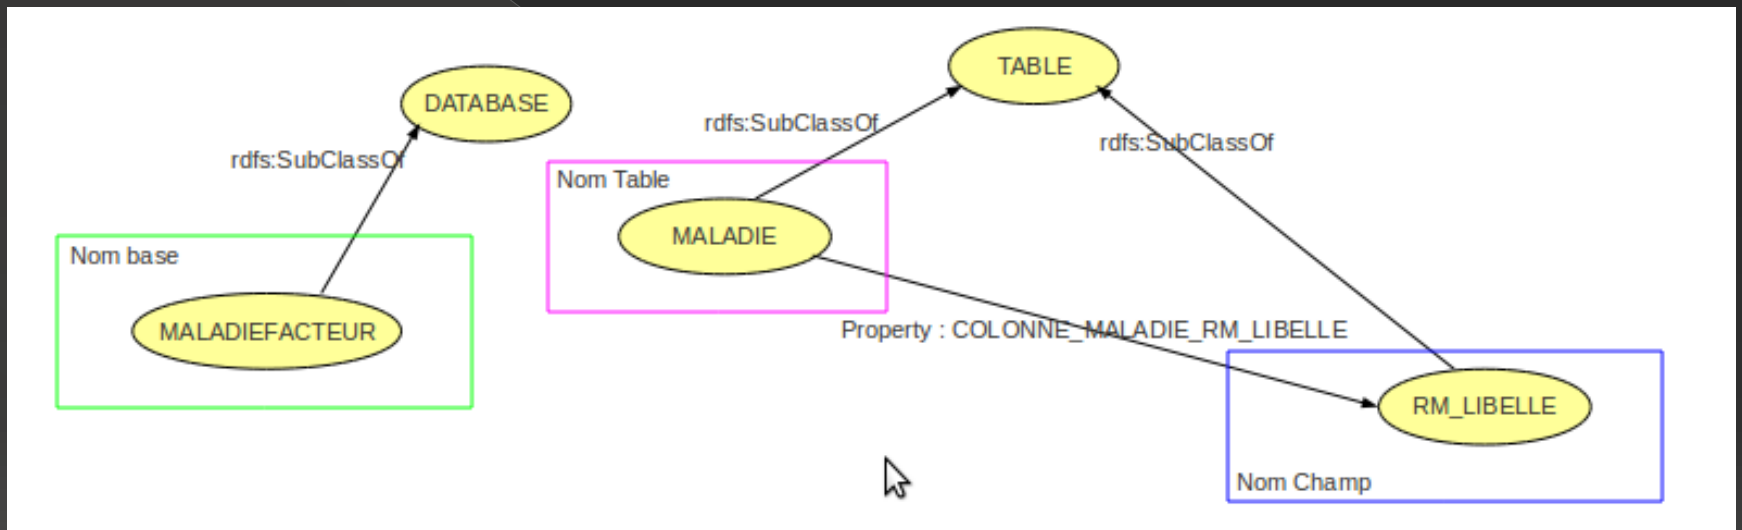 TABLE
DATABASE
rdfs:SubClassOf
rdfs:SubClassOf
rdfs:SubClassOf
Nom Table
MALADIE
Nom base
MALADIEFACTEUR
Property : COLONNE_MALADIE_RM_LIBELLE
RM_LIBELLE
Nom Champ